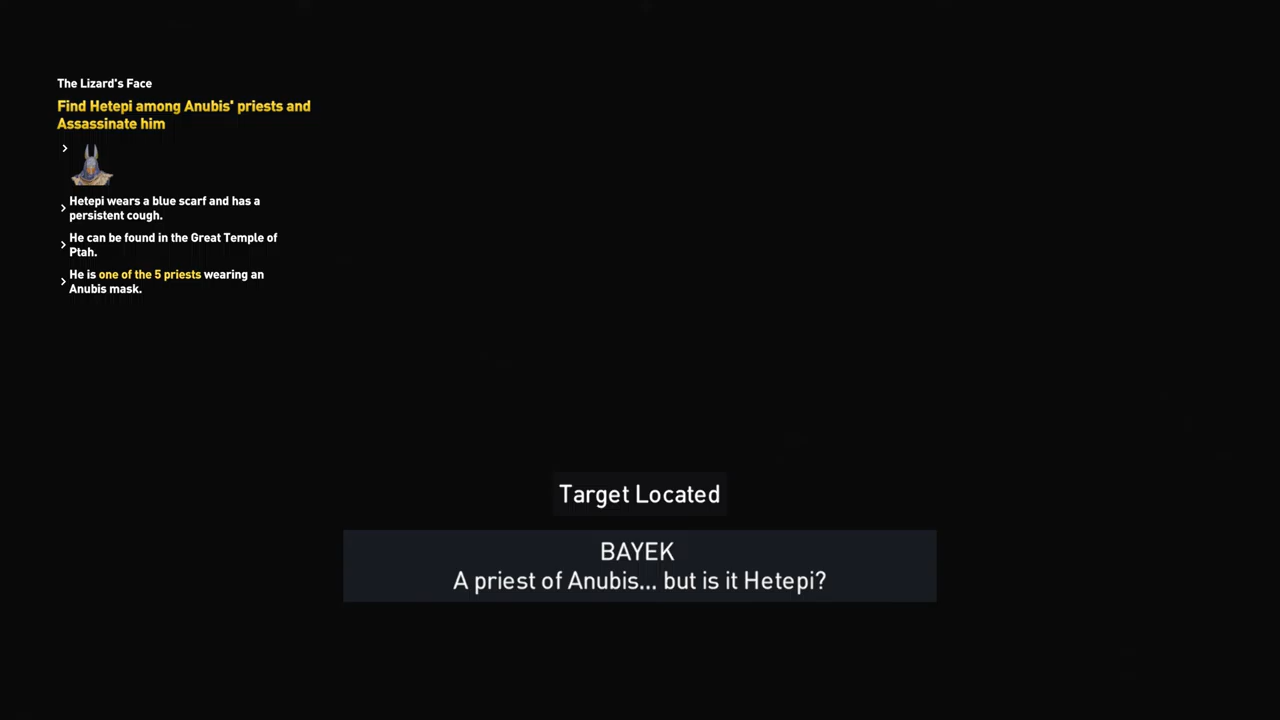 The Lizard's Face
Find Hetepi among Anubis' priests and
Assassinate him
Hetepi wears a blue scarf and has a
persistent cough.
He can be found in the Great Temple of
Ptah.
He is one of the 5 priests wearing an
Anubis mask.
Target Located
BAYEK
A priest of Anubis... but is it Hetepi?